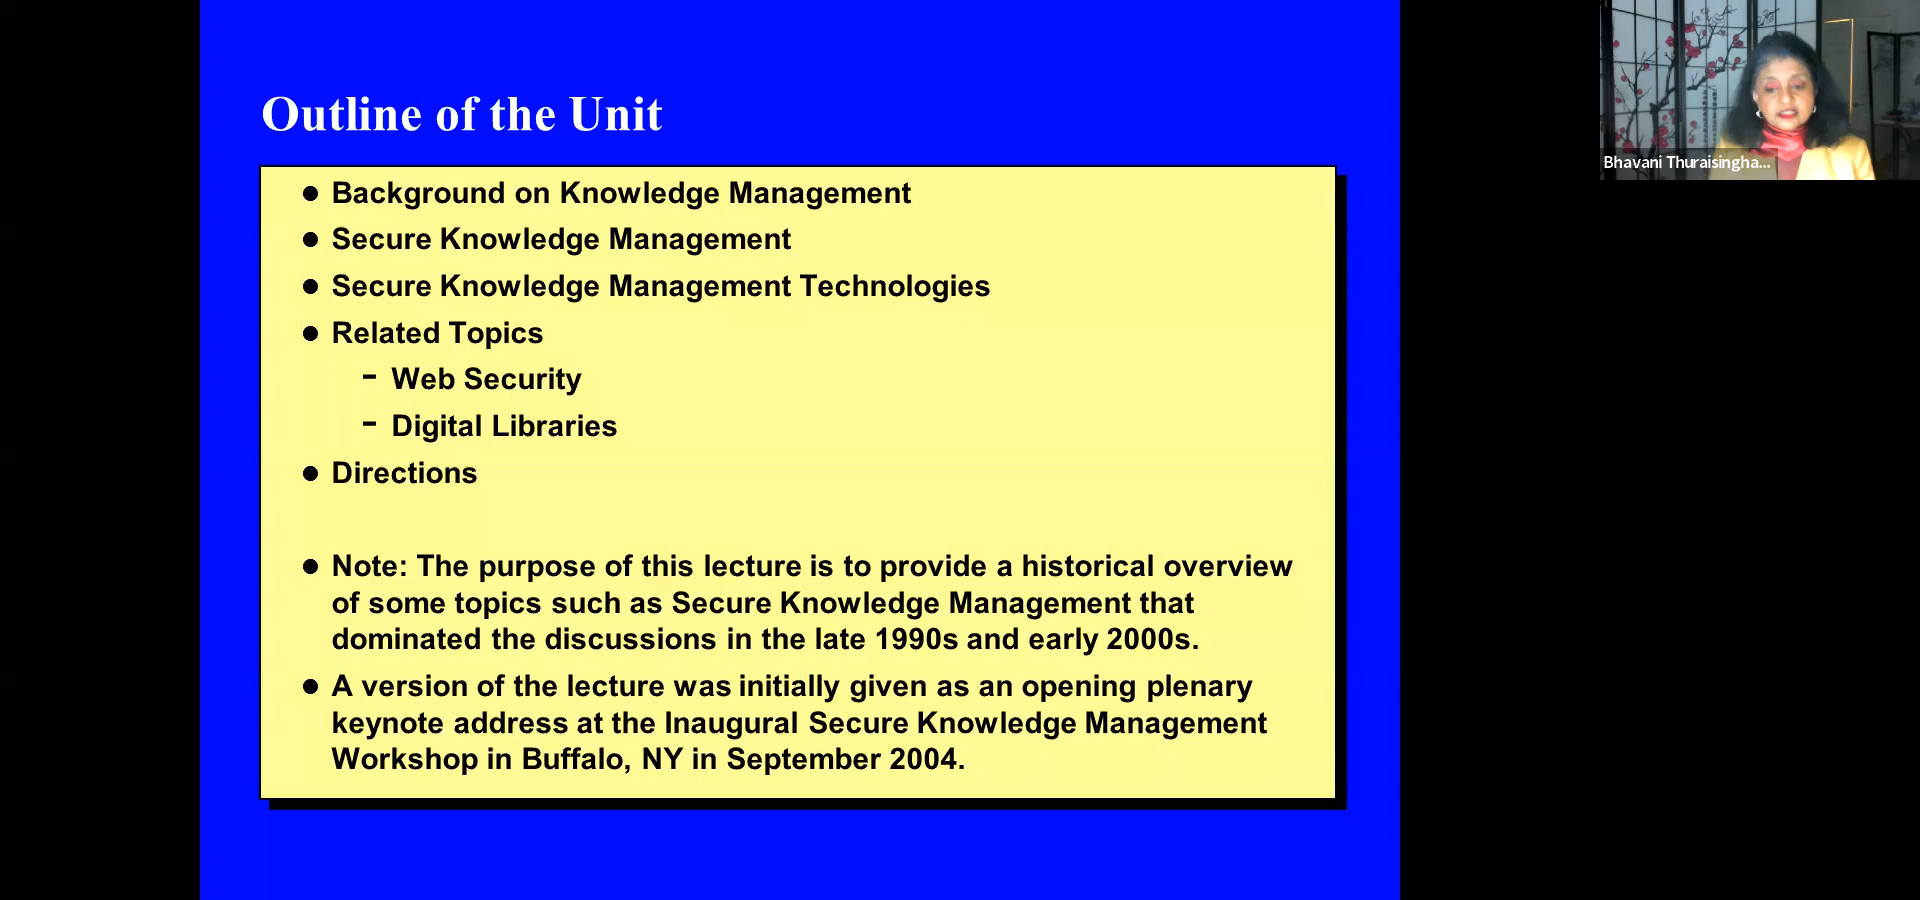 Outline of the Unit
● Background on Knowledge Management
● Secure Knowledge Management
● Secure Knowledge Management Technologies
● Related Topics
- Web Security
- Digital Libraries
● Directions
● Note: The purpose of this lecture is to provide a historical overview
of some topics such as Secure Knowledge Management that
dominated the discussions in the late 1990s and early 2000s.
● A version of the lecture was initially given as an opening plenary
keynote address at the Inaugural Secure Knowledge Management
Workshop in Buffalo, NY in September 2004.
Bhavani Thuraisingha...